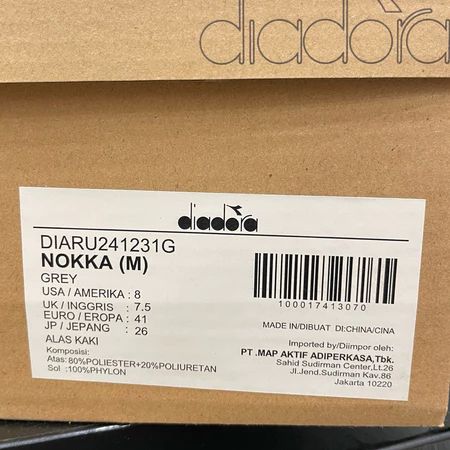 diadora
diadora
DIARU241231G
NOKKA (M)
GREY
USA / AMERIKA : 8
UK / INGGRIS : 7.5
EURO / EROPA : 41
JP / JEPANG : 26
ALAS KAKI
Komposisi:
Atas: 80%POLIESTER+20%POLIURETAN
Sol : 100%PHYLON
100017413070
MADE IN/DIBUAT DI:CHINA/CINA
Imported by/Diimpor oleh:
PT .MAP AKTIF ADIPERKASA,Tbk.
Sahid Sudirman Center,Lt.26
Jl.Jend.Sudirman Kav.86
Jakarta 10220